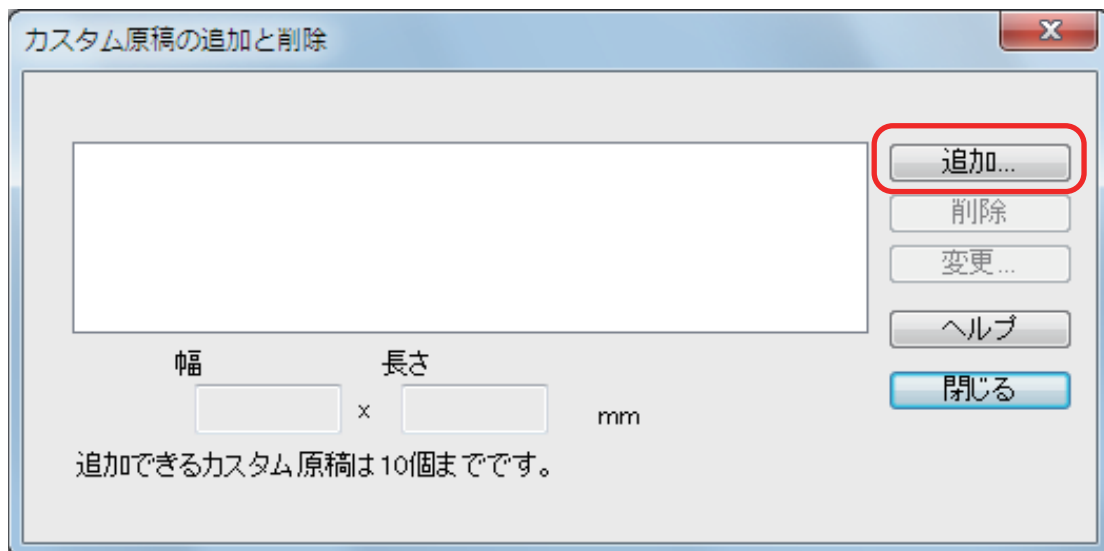 カスタム原稿の追加と削除
追加...
削除
変更...
ヘルプ
閉じる
幅 長さ
x mm
追加できるカスタム原稿は10個までです。